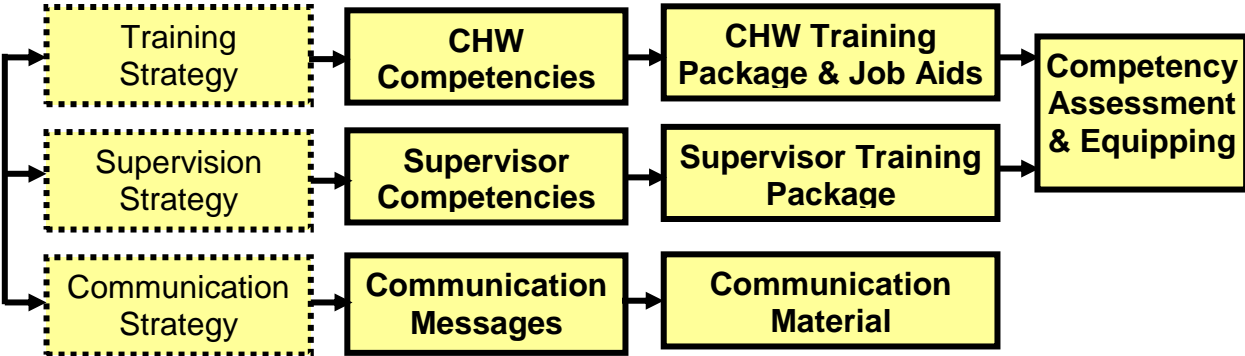 Training
Strategy
CHW
Competencies
CHW Training
Package & Job Aids
Competency
Assessment
& Equipping
Supervision
Strategy
Supervisor
Competencies
Supervisor Training
Package
Communication
Strategy
Communication
Messages
Communication
Material